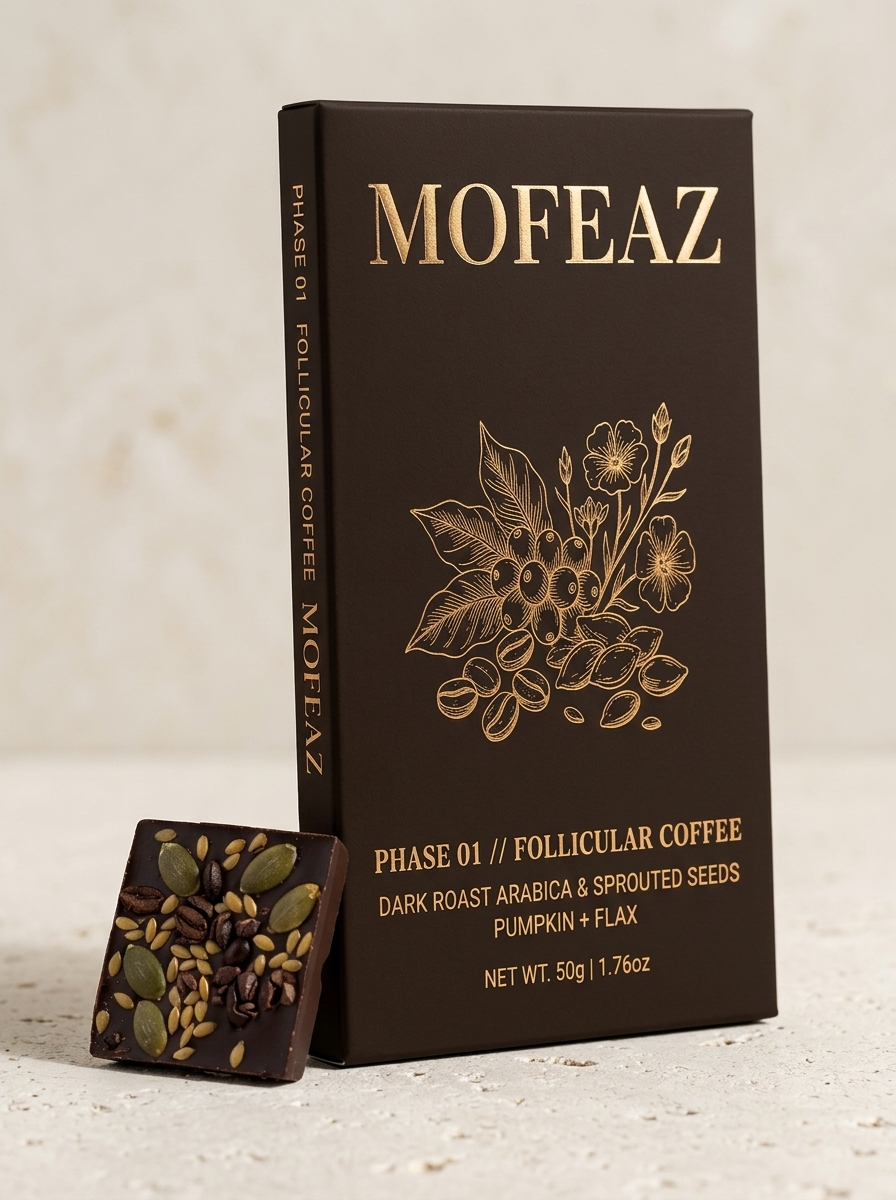 MOFEAZ
PHASE 01 // FOLLICULAR COFFEE
DARK ROAST ARABICA & SPROUTED SEEDS
PUMPKIN + FLAX
NET WT. 50g | 1.76oz
PHASE 01 FOLLICULAR COFFEE MOFEAZ